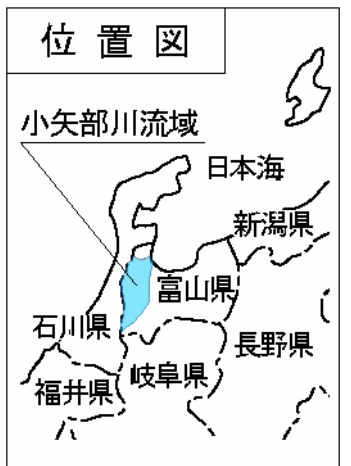 位置図
小矢部川流域
日本海
新潟県
富山県
石川県
長野県
岐阜県
福井県